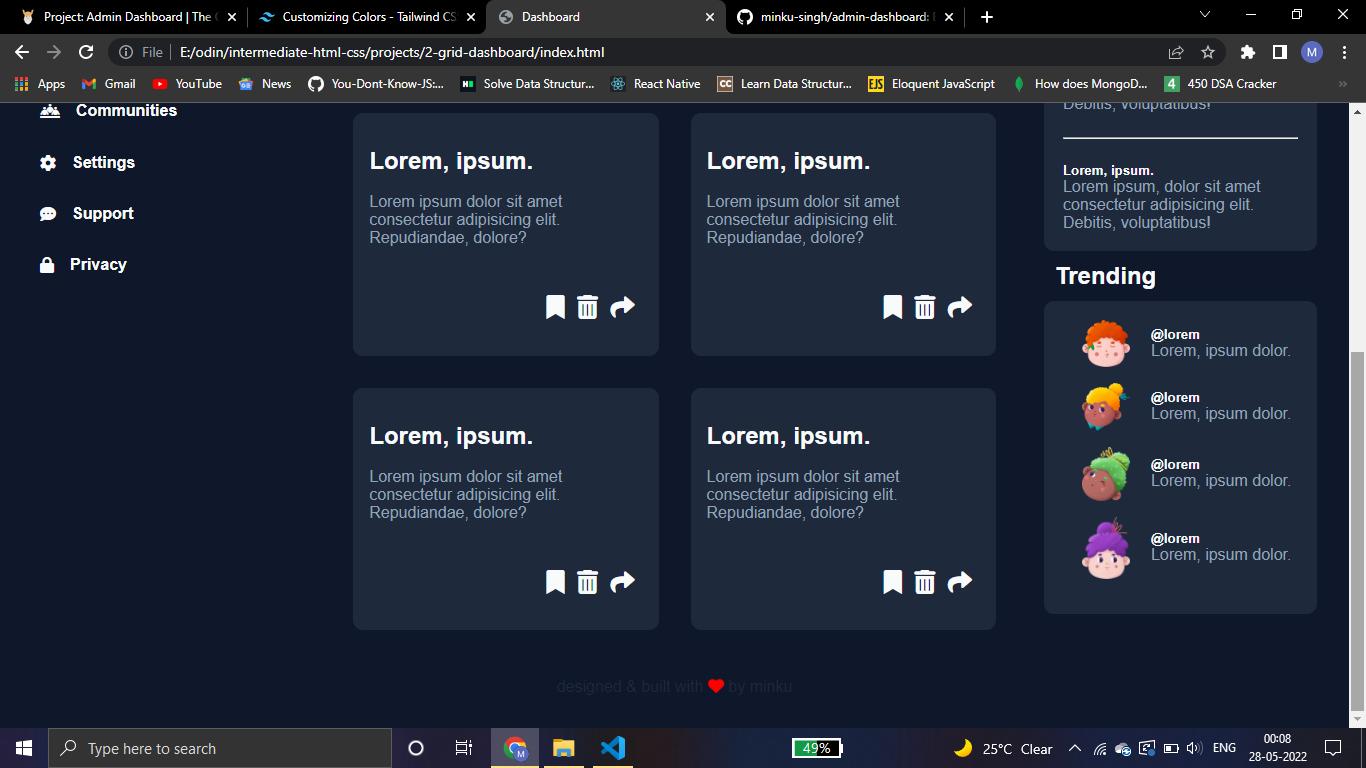 Project: Admin Dashboard | The
Customizing Colors - Tailwind CS
Dashboard
minku-singh/admin-dashboard:
File
E:/odin/intermediate-html-css/projects/2-grid-dashboard/index.html
M
Apps
Gmail
YouTube
News
You-Dont-Know-JS:...
Solve Data Structur...
React Native
CC Learn Data Structur...
EJS Eloquent JavaScript
How does MongoD...
4 450 DSA Cracker
»
Communities
Settings
Support
Privacy
Lorem, ipsum.
Lorem ipsum dolor sit amet
consectetur adipisicing elit.
Repudiandae, dolore?
Lorem, ipsum.
Lorem ipsum dolor sit amet
consectetur adipisicing elit.
Repudiandae, dolore?
Lorem, ipsum.
Lorem ipsum dolor sit amet
consectetur adipisicing elit.
Repudiandae, dolore?
Lorem, ipsum.
Lorem ipsum dolor sit amet
consectetur adipisicing elit.
Repudiandae, dolore?
Debitis, voluptatibus!
Lorem, ipsum.
Lorem ipsum, dolor sit amet
consectetur adipisicing elit.
Debitis, voluptatibus!
Trending
@lorem
Lorem, ipsum dolor.
@lorem
Lorem, ipsum dolor.
@lorem
Lorem, ipsum dolor.
@lorem
Lorem, ipsum dolor.
designed & built with ❤ by minku
Type here to search
M
49%
25°C Clear
ENG
00:08
28-05-2022